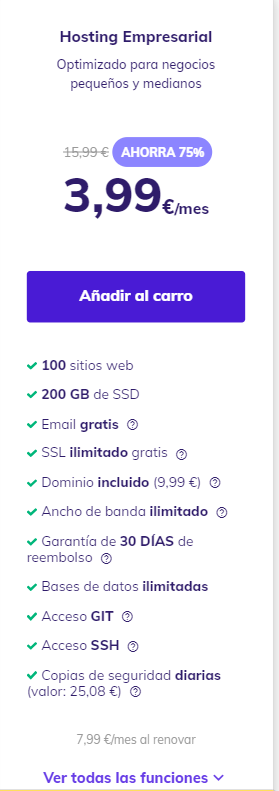 Hosting Empresarial
Optimizado para negocios
pequeños y medianos
15,99 € AHORRA 75%
3,99€/mes
Añadir al carro
100 sitios web
200 GB de SSD
Email gratis
SSL ilimitado gratis
Dominio incluido (9,99 €)
Ancho de banda ilimitado
Garantía de 30 DÍAS de
reembolso
Bases de datos ilimitadas
Acceso GIT
Acceso SSH
Copias de seguridad diarias
(valor: 25,08 €)
7,99 €/mes al renovar
Ver todas las funciones